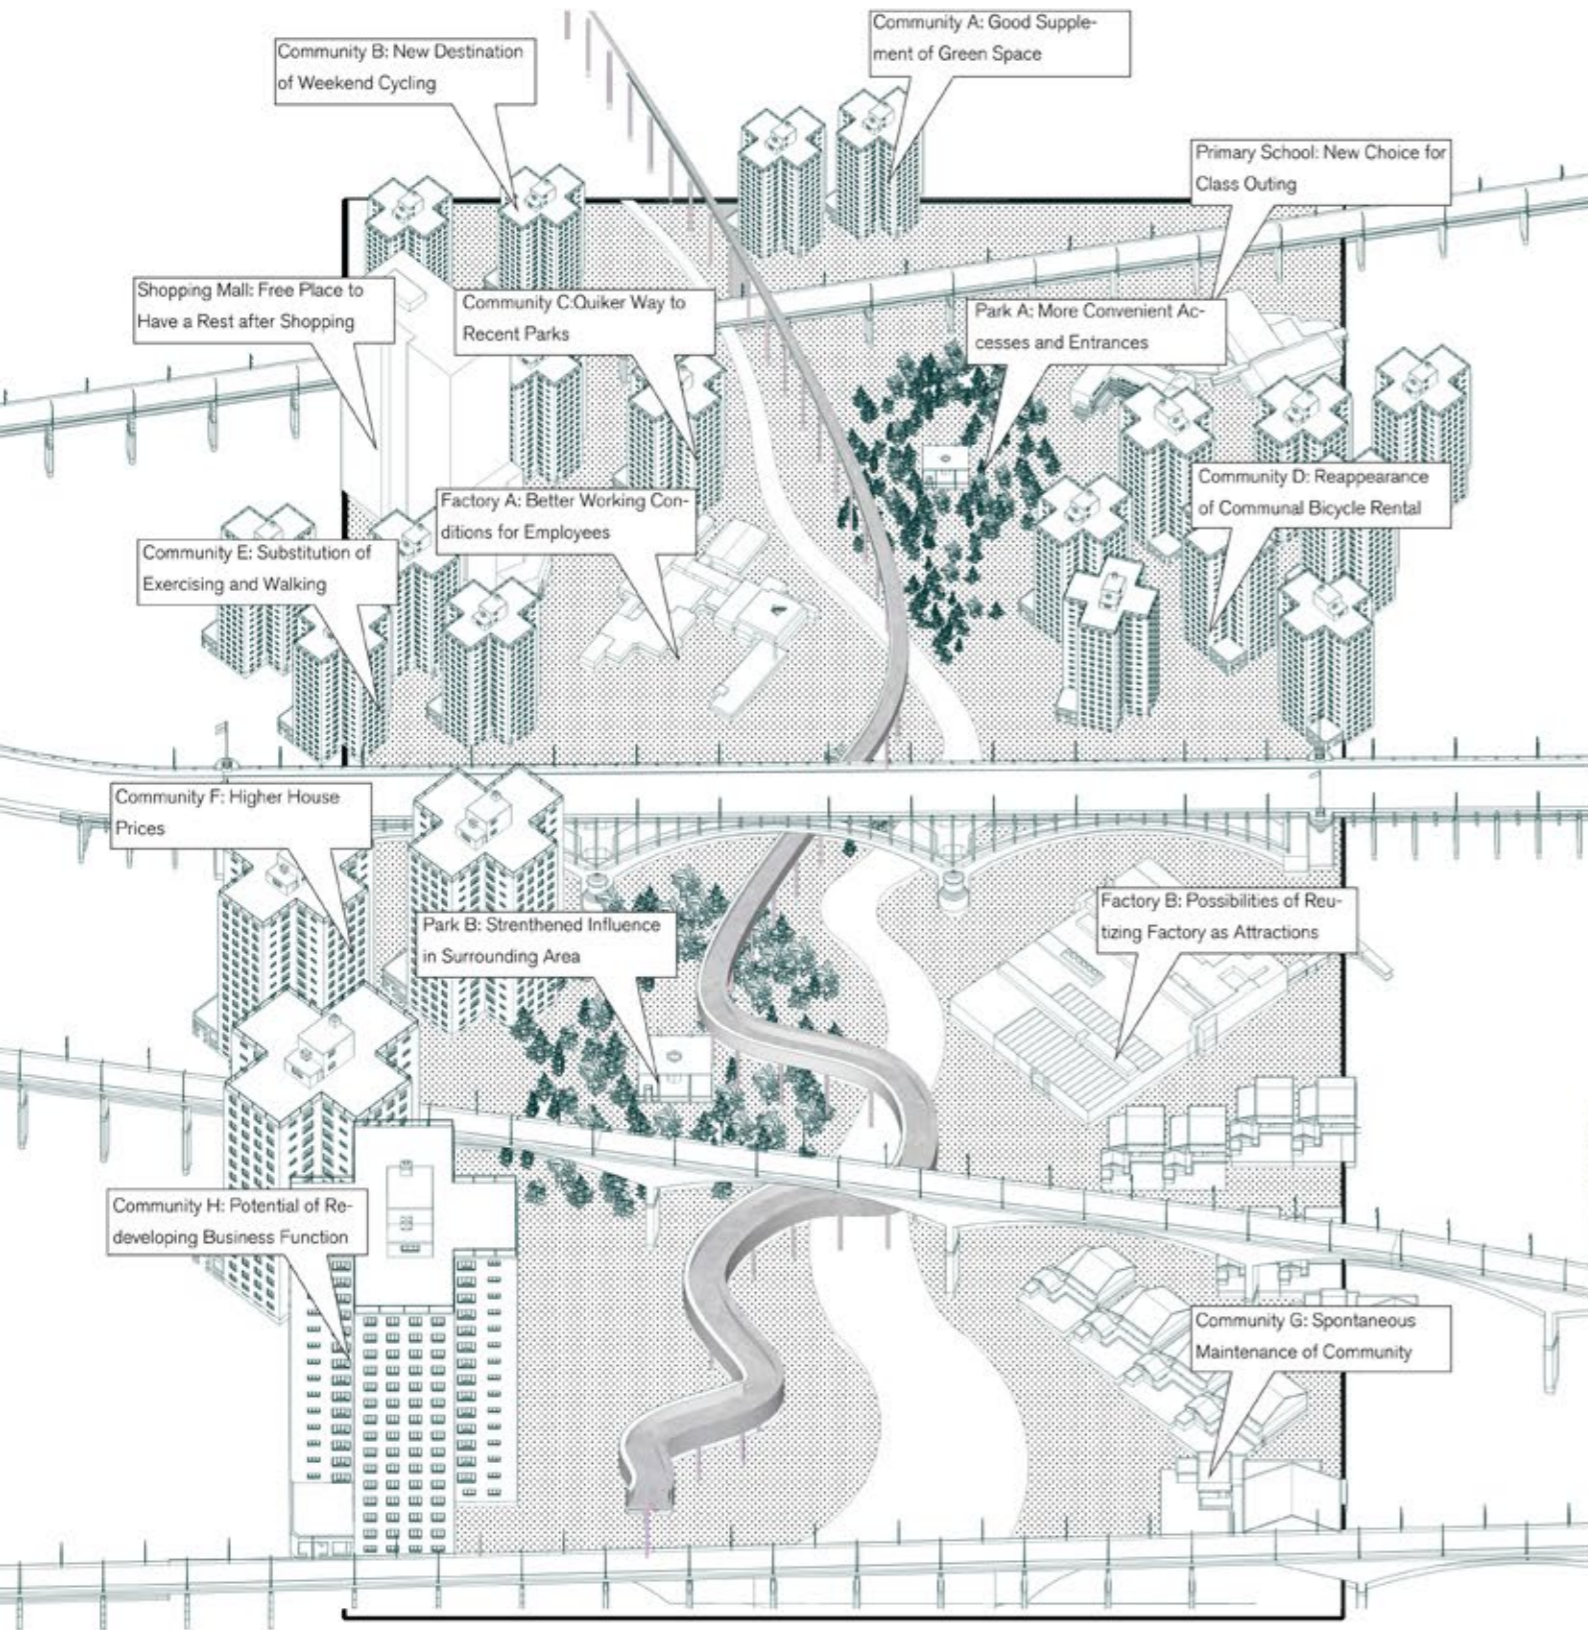 Community A: Good Supple-
ment of Green Space
Community B: New Destination
of Weekend Cycling
Primary School: New Choice for
Class Outing
Shopping Mall: Free Place to
Have a Rest after Shopping
Community C:Quiker Way to
Recent Parks
Park A: More Convenient Ac-
cesses and Entrances
Community D: Reappearance
of Communal Bicycle Rental
Factory A: Better Working Con-
ditions for Employees
Community E: Substitution of
Exercising and Walking
Community F: Higher House
Prices
Factory B: Possibilities of Reu-
tizing Factory as Attractions
Park B: Strenthened Influence
in Surrounding Area
Community H: Potential of Re-
developing Business Function
Community G: Spontaneous
Maintenance of Community